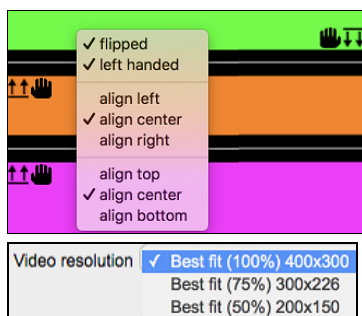 ✓ flipped
✓ left handed
align left
✓ align center
align right
align top
✓ align center
align bottom
Video resolution ✓ Best fit (100%) 400x300
Best fit (75%) 300x226
Best fit (50%) 200x150